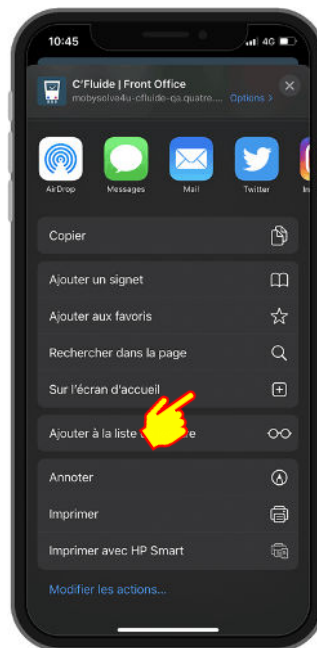 10:45
4G
C'Fluide | Front Office
mobysolve4u-cfluide-qa.quatre....
Options >
AirDrop
Messages
Mail
Twitter
In
Copier
Ajouter un signet
Ajouter aux favoris
Rechercher dans la page
Sur l'écran d'accueil
Ajouter à la liste re
Annoter
Imprimer
Imprimer avec HP Smart
Modifier les actions...